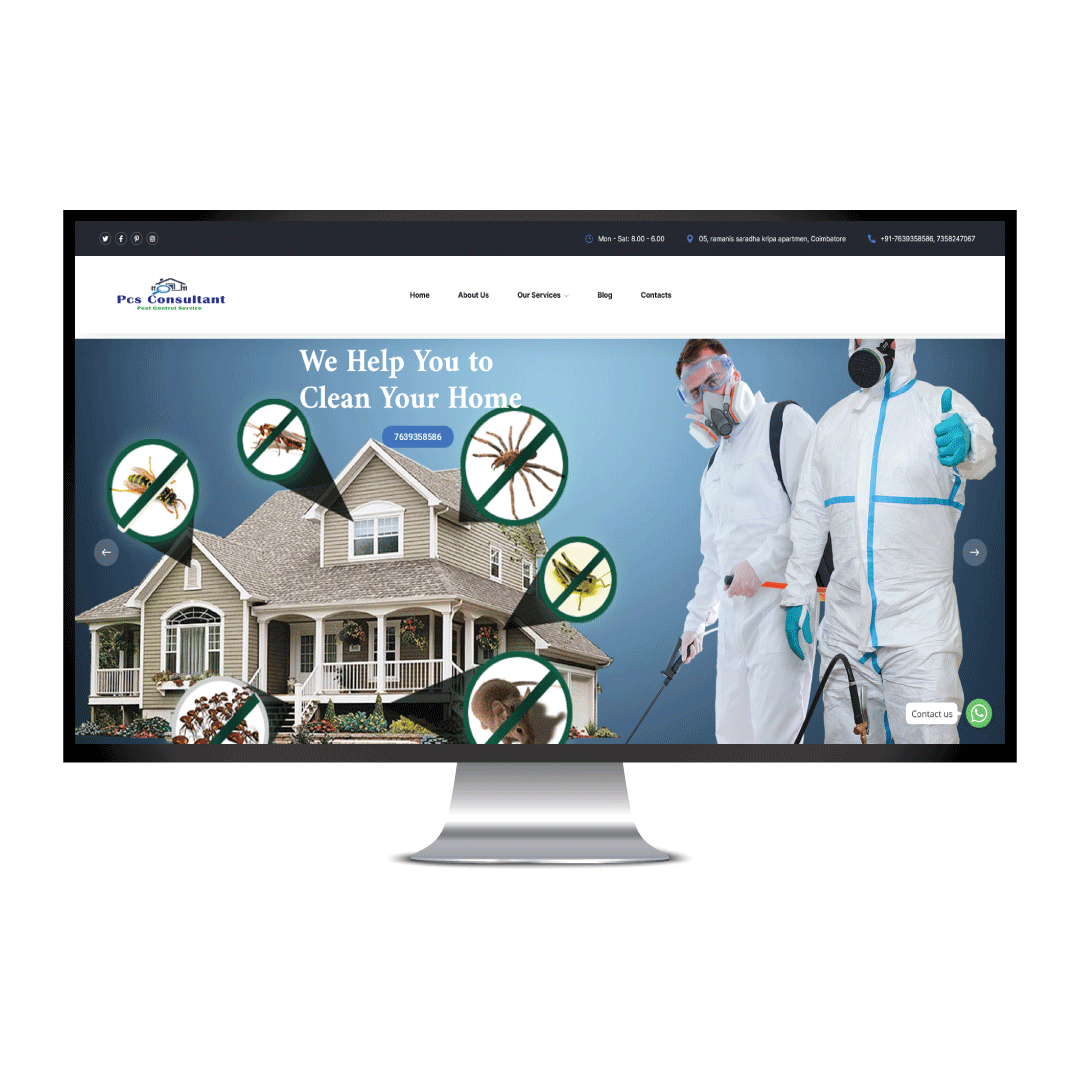 Mon - Sat: 8.00 - 6.00
05, ramanis saradha kripa apartmen, Coimbatore
+91-7639358586, 7358247067
Pcs Consultant
Pest Control Service
Home
About Us
Our Services
Blog
Contacts
We Help You to
Clean Your Home
7639358586
Contact us